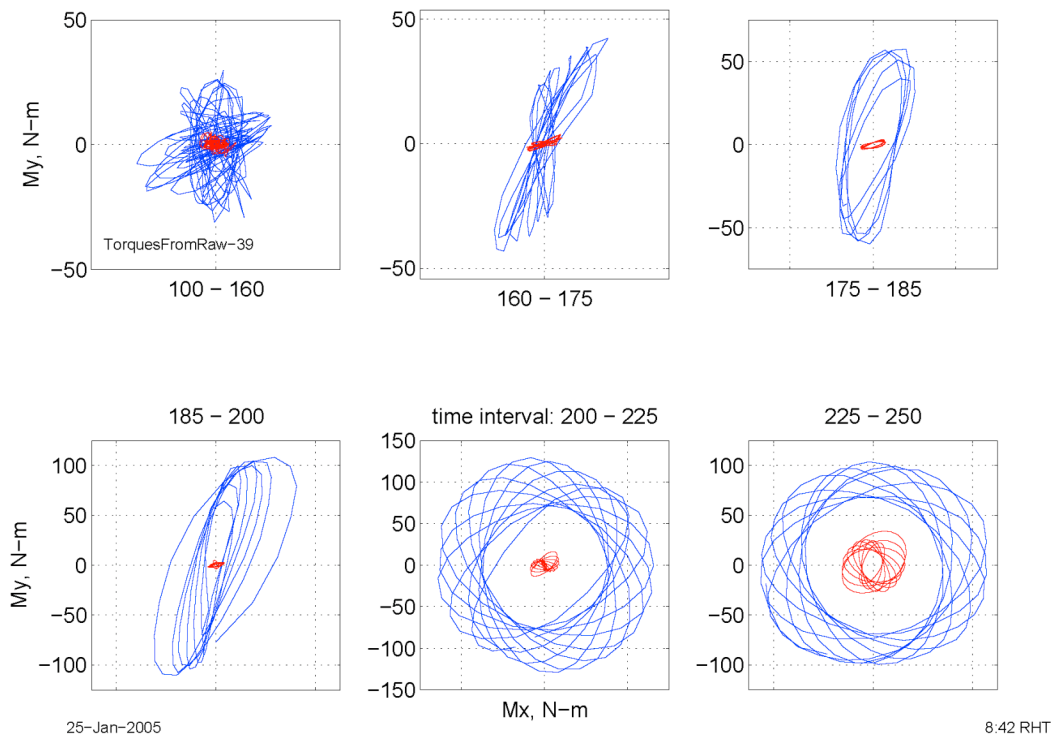 50
0
−50
My, N−m
TorquesFromRaw−39
100 − 160
50
0
−50
160 − 175
50
0
−50
175 − 185
185 − 200
100
50
0
−50
−100
My, N−m
time interval: 200 − 225
150
100
50
0
−50
−100
−150
Mx, N−m
225 − 250
100
50
0
−50
−100
25−Jan−2005
8:42 RHT